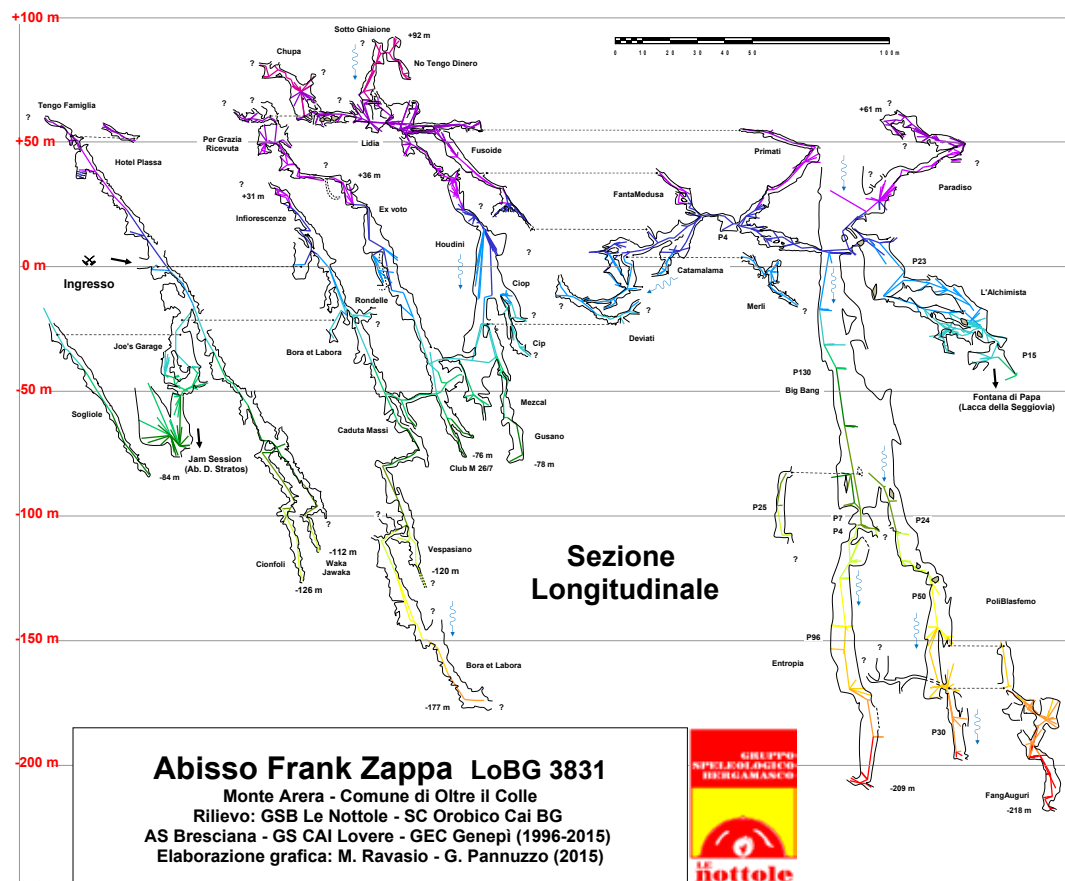 +100 m
Sotto Ghiaione
?
+92 m
Chupa
?
?
No Tengo Dinero
0 10 20 30 40 50 100m
Tengo Famiglia
?
?
?
+61 m
?
+50 m
Per Grazia
Ricevuta
Lidia
Fusoide
Primati
?
Hotel Plassa
?
+36 m
?
+31 m
FantaMedusa
Paradiso
Infiorescenze
Ex voto
Houdini
?
P4
?
P23
0 m
Ingresso
Catamalama
Ciop
L'Alchimista
Rondelle
Merli
?
?
?
Deviati
Joe's Garage
Bora et Labora
Cip
?
P15
P130
Big Bang
-50 m
Fontana di Papa
(Lacca della Seggiovia)
Sogliole
Mezcal
Caduta Massi
Gusano
Jam Session
(Ab. D. Stratos)
-84 m
-76 m
Club M 26/7
-78 m
P25
-100 m
?
?
P7
P4
?
P24
Vespasiano
Sezione
Longitudinale
-112 m
Waka
Jawaka
Cionfoli
-126 m
-120 m
?
?
?
P50
PoliBlasfemo
-150 m
P96
?
?
Entropia
Bora et Labora
-177 m
?
P30
-200 m
-209 m
FangAuguri
-218 m
Abisso Frank Zappa LoBG 3831
Monte Arera - Comune di Oltre il Colle
Rilievo: GSB Le Nottole - SC Orobico Cai BG
AS Bresciana - GS CAI Lovere - GEC Genepì (1996-2015)
Elaborazione grafica: M. Ravasio - G. Pannuzzo (2015)
GRUPPO
SPELEOLOGICO
BERGAMASCO
LE
nottole